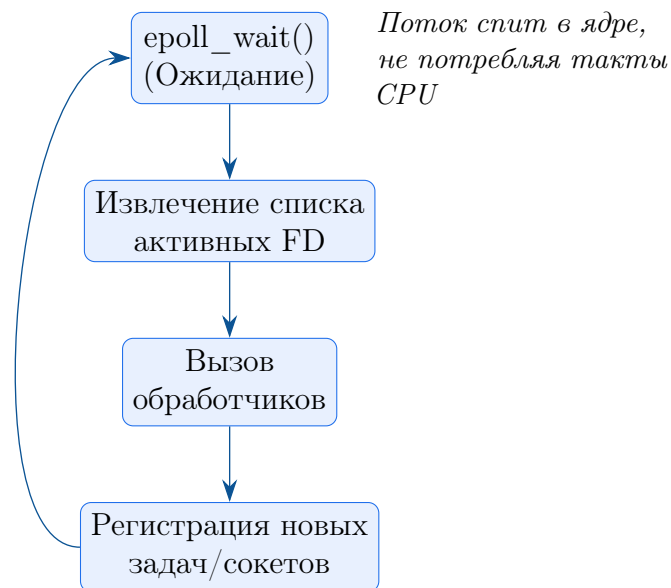 epoll_wait()
(Ожидание)
Поток спит в ядре,
не потребляя такты
CPU
Извлечение списка
активных FD
Вызов
обработчиков
Регистрация новых
задач/сокетов